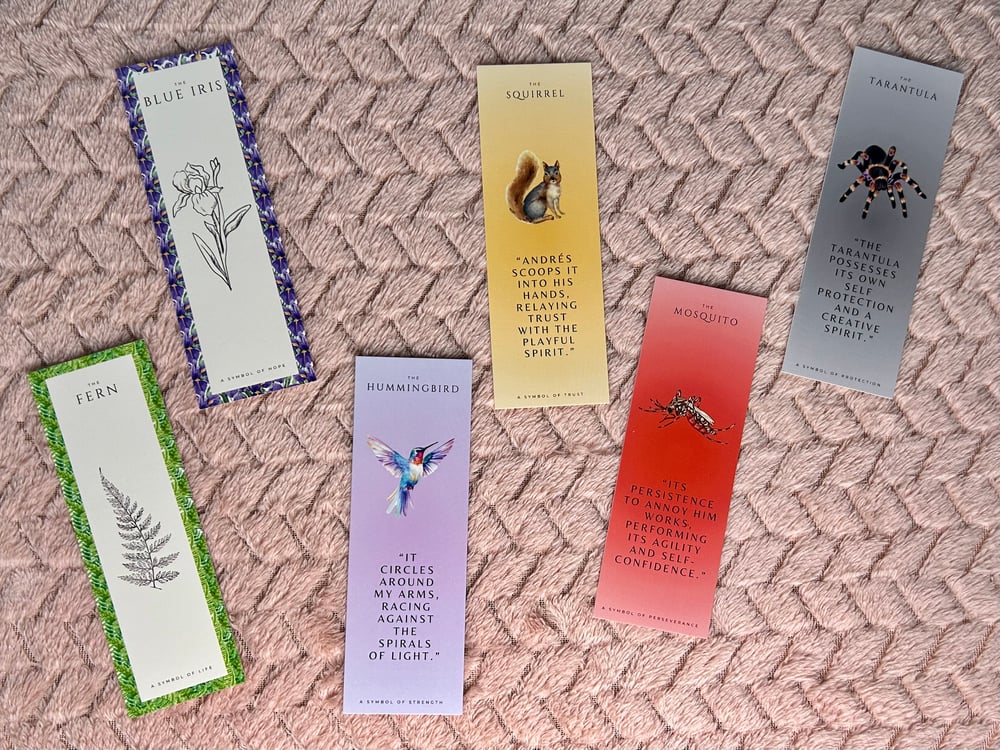 THE
BLUE IRIS
A SYMBOL OF HOPE
THE
FERN
A SYMBOL OF LIFE
THE
HUMMINGBIRD
“IT
CIRCLES
AROUND
MY ARMS,
RACING
AGAINST
THE
SPIRALS
OF LIGHT.”
A SYMBOL OF STRENGTH
THE
SQUIRREL
“ANDRÉS
SCOOPS IT
INTO HIS
HANDS,
RELAYING
TRUST
WITH THE
PLAYFUL
SPIRIT.”
A SYMBOL OF TRUST
THE
MOSQUITO
“ITS
PERSISTENCE
TO ANNOY HIM
WORKS,
PERFORMING
ITS AGILITY
AND SELF-
CONFIDENCE.”
A SYMBOL OF PERSEVERANCE
THE
TARANTULA
“THE
TARANTULA
POSSESSES
ITS OWN
SELF
PROTECTION
AND A
CREATIVE
SPIRIT.”
A SYMBOL OF PROTECTION